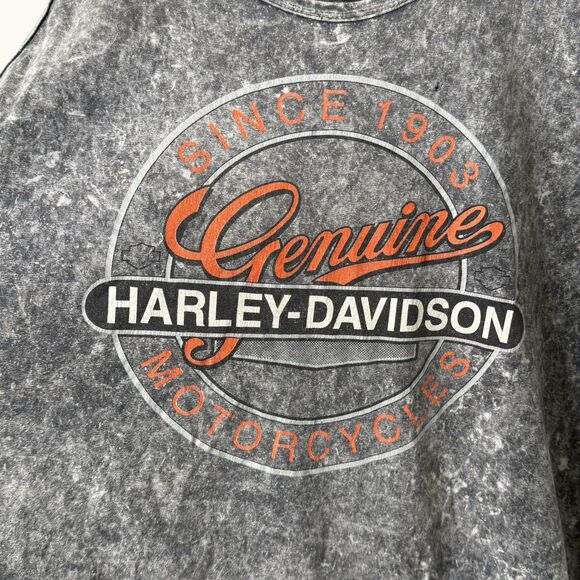 SINCE 1903
Genuine
HARLEY-DAVIDSON
MOTORCYCLES